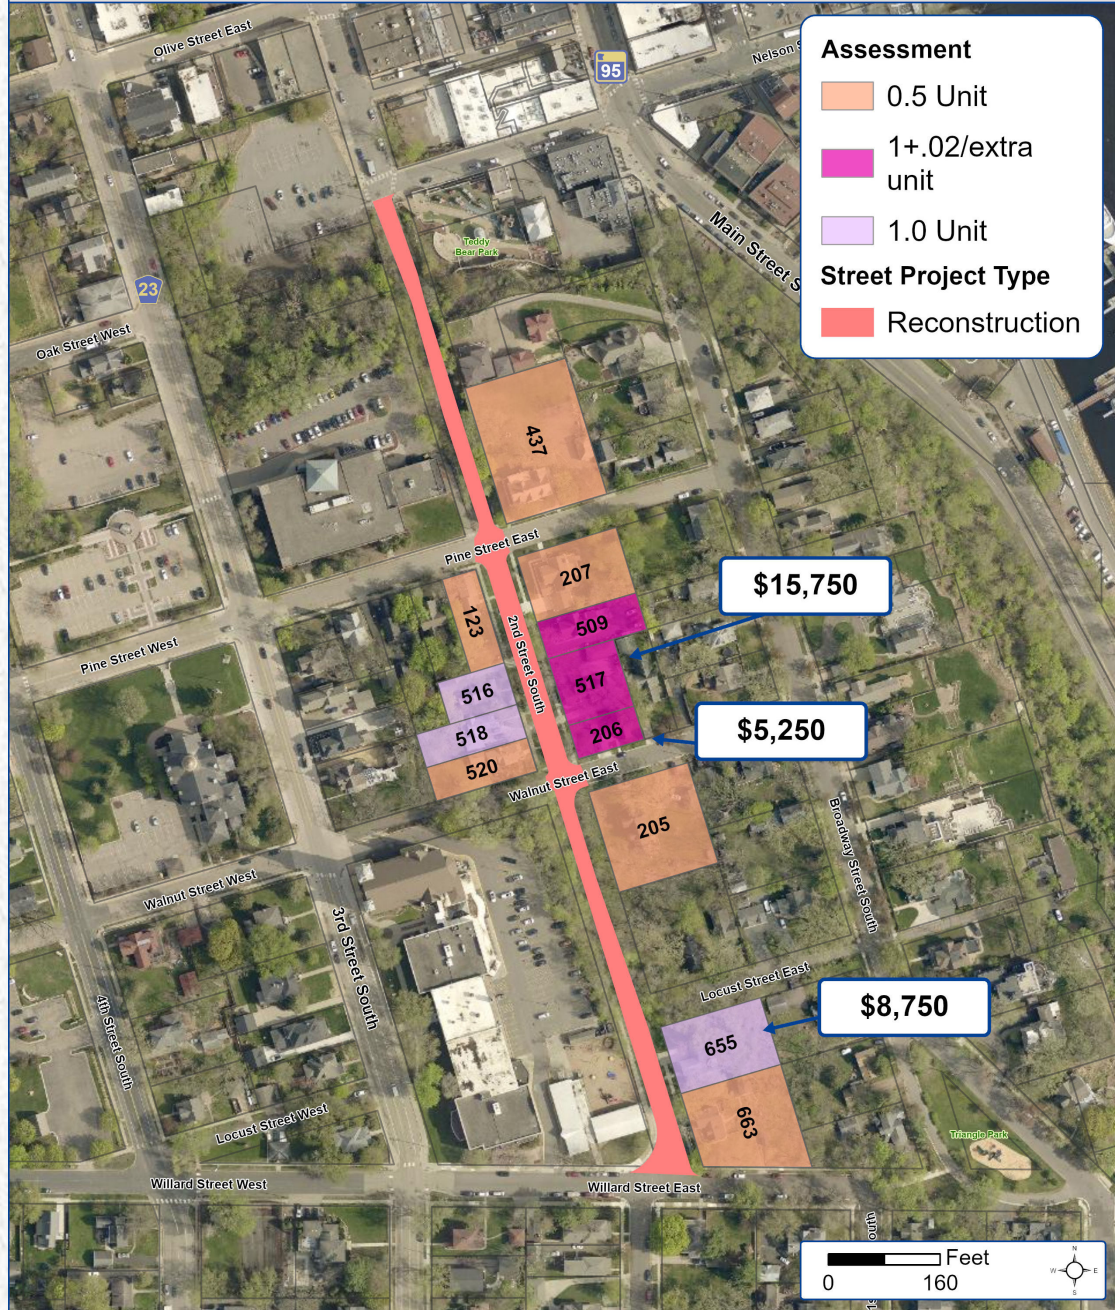 Olive Street East
95
Nelson S
Assessment
0.5 Unit
1+.02/extra
unit
1.0 Unit
Street Project Type
Reconstruction
Main Street S
Teddy
Bear Park
23
Oak Street West
437
Pine Street East
207
$15,750
509
123
2nd Street South
Pine Street West
516
517
518
206
$5,250
520
Walnut Street East
205
Broadway Street South
Walnut Street West
3rd Street South
4th Street South
Locust Street East
$8,750
655
663
Locust Street West
Triangle Park
Willard Street West
Willard Street East
outh
Feet
0
160
N
W
E
S